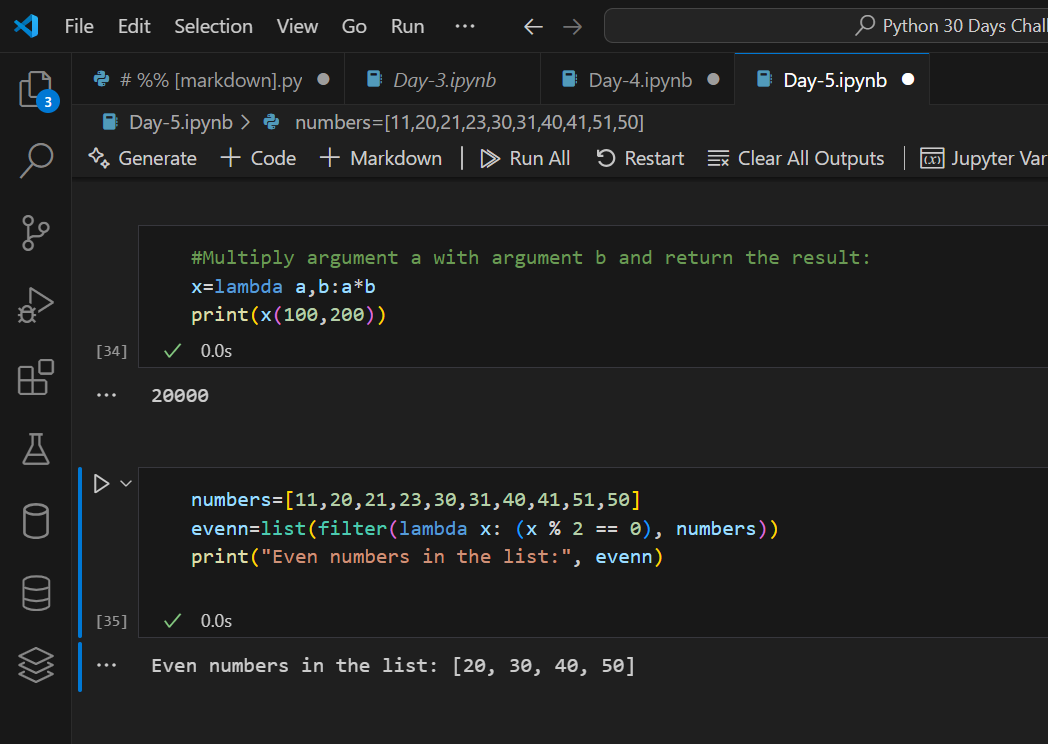 File Edit Selection View Go Run ··· Python 30 Days Chall
# %% [markdown].py Day-3.ipynb Day-4.ipynb Day-5.ipynb
3
Day-5.ipynb > numbers=[11,20,21,23,30,31,40,41,51,50]
Generate + Code + Markdown | Run All Restart Clear All Outputs | Jupyter Var
#Multiply argument a with argument b and return the result:
x=lambda a,b:a*b
print(x(100,200))
[34] 0.0s
··· 20000
numbers=[11,20,21,23,30,31,40,41,51,50]
evenn=list(filter(lambda x: (x % 2 == 0), numbers))
print("Even numbers in the list:", evenn)
[35] 0.0s
··· Even numbers in the list: [20, 30, 40, 50]